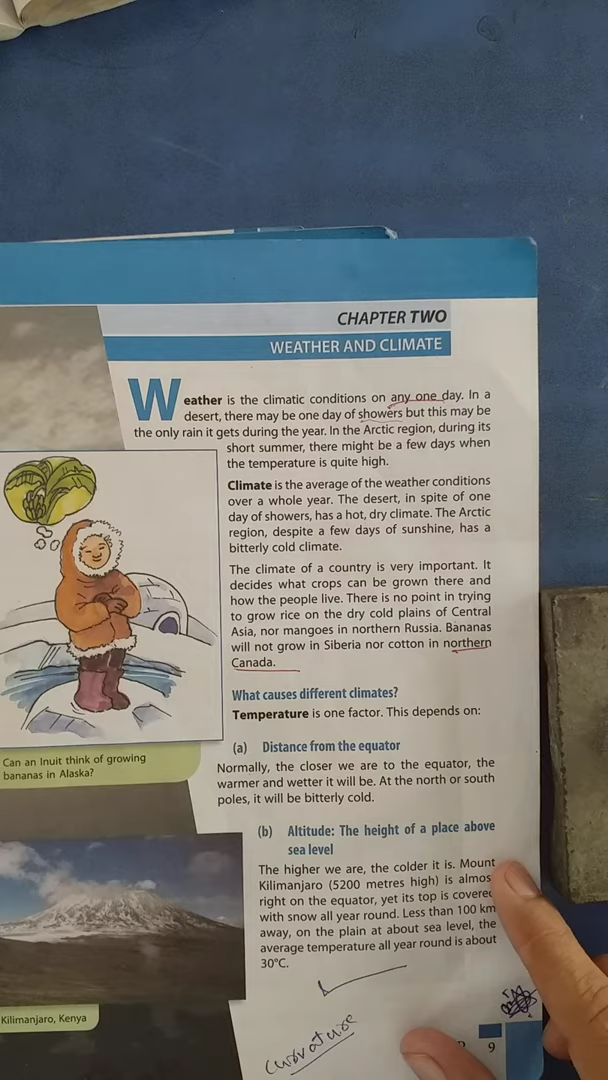 CHAPTER TWO
WEATHER AND CLIMATE
Weather is the climatic conditions on any one day. In a
desert, there may be one day of showers but this may be
the only rain it gets during the year. In the Arctic region, during its
short summer, there might be a few days when
the temperature is quite high.
Climate is the average of the weather conditions
over a whole year. The desert, in spite of one
day of showers, has a hot, dry climate. The Arctic
region, despite a few days of sunshine, has a
bitterly cold climate.
The climate of a country is very important. It
decides what crops can be grown there and
how the people live. There is no point in trying
to grow rice on the dry cold plains of Central
Asia, nor mangoes in northern Russia. Bananas
will not grow in Siberia nor cotton in northern
Canada.
Can an Inuit think of growing
bananas in Alaska?
What causes different climates?
Temperature is one factor. This depends on:
(a) Distance from the equator
Normally, the closer we are to the equator, the
warmer and wetter it will be. At the north or south
poles, it will be bitterly cold.
(b) Altitude: The height of a place above
sea level
The higher we are, the colder it is. Mount
Kilimanjaro (5200 metres high) is almos
right on the equator, yet its top is covere
with snow all year round. Less than 100 km
away, on the plain at about sea level, the
average temperature all year round is about
30°C.
Kilimanjaro, Kenya
curvature
9